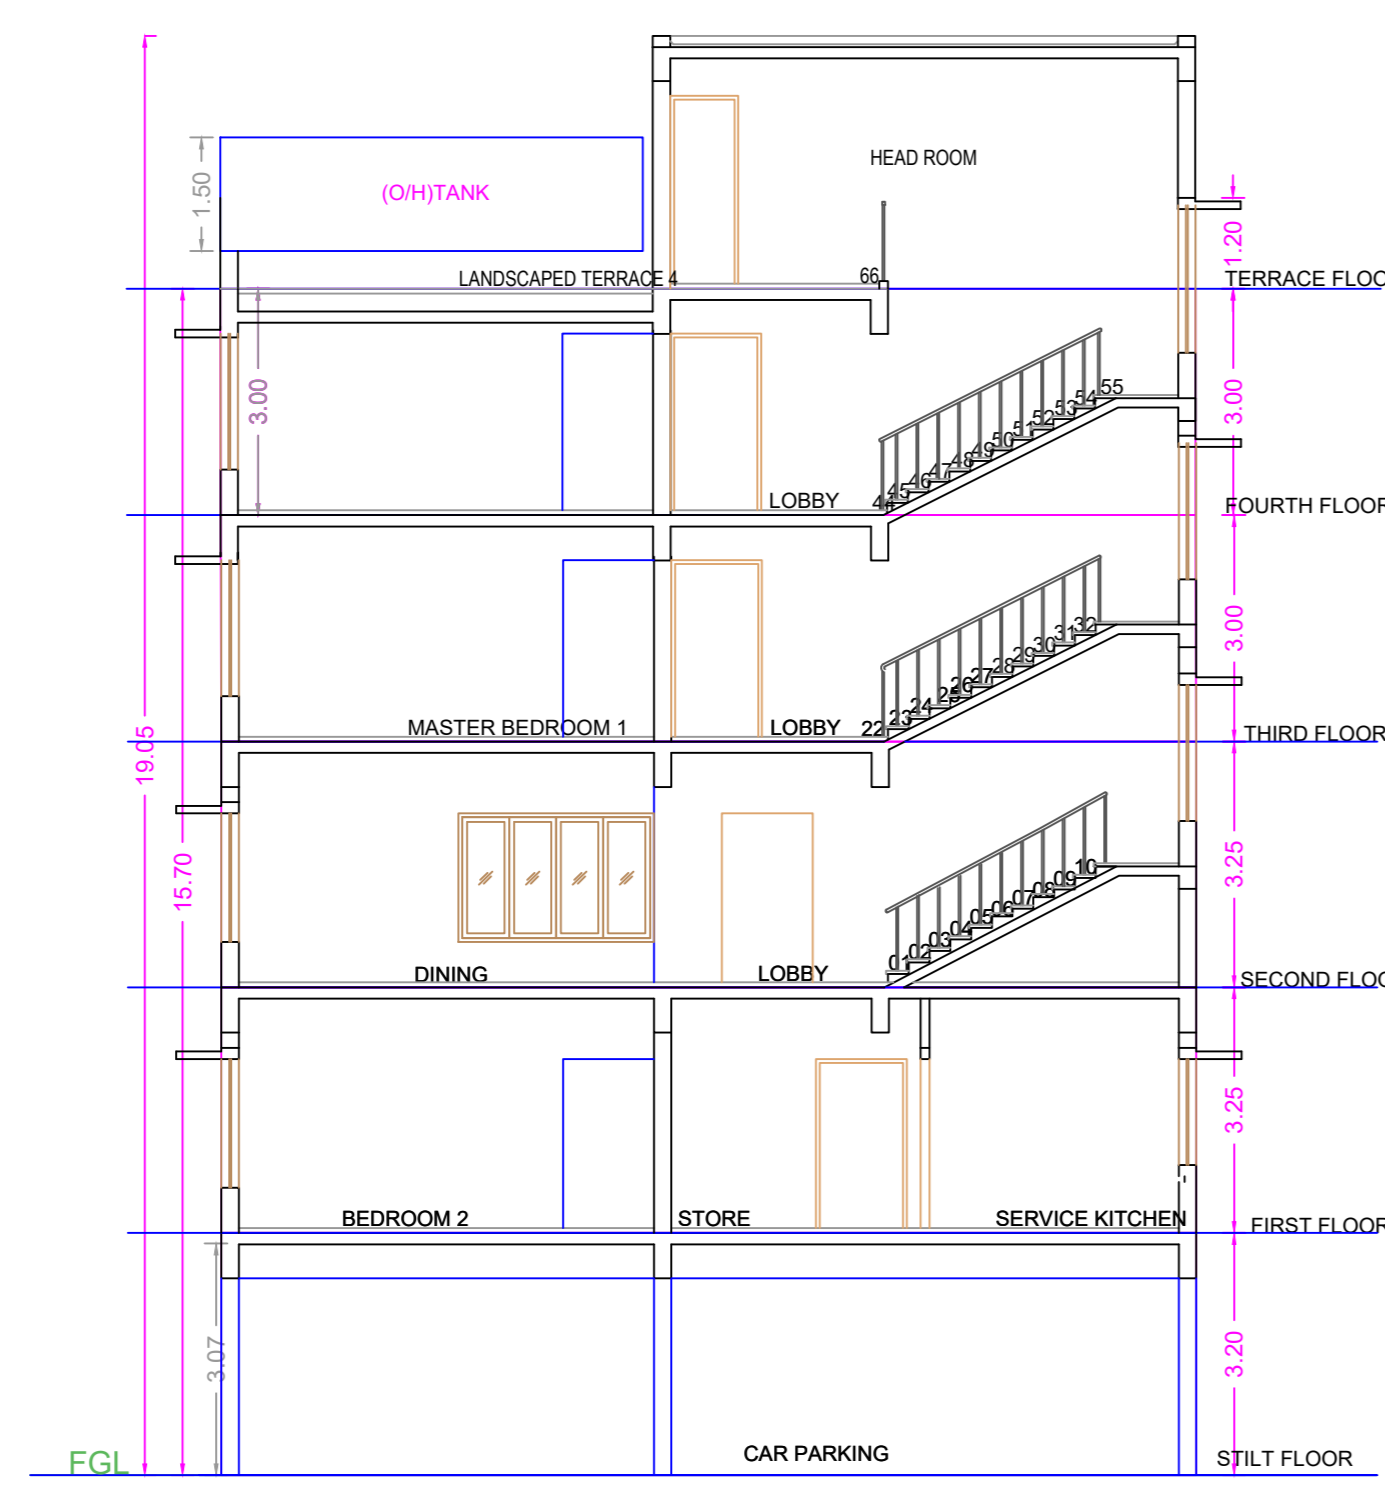 HEAD ROOM
(O/H)TANK
1.50
1.20
LANDSCAPED TERRACE 4
66
TERRACE FLOO
3.00
3.00
55
54
53
52
51
50
49
48
47
46
45
44
LOBBY
FOURTH FLOOR
3.00
32
31
30
29
28
27
26
25
24
23
22
MASTER BEDROOM 1
LOBBY
THIRD FLOOR
19.05
15.70
3.25
10
09
08
07
06
05
04
03
02
01
DINING
LOBBY
SECOND FLOO
3.25
BEDROOM 2
STORE
SERVICE KITCHEN
FIRST FLOOR
3.07
3.20
CAR PARKING
FGL
STILT FLOOR